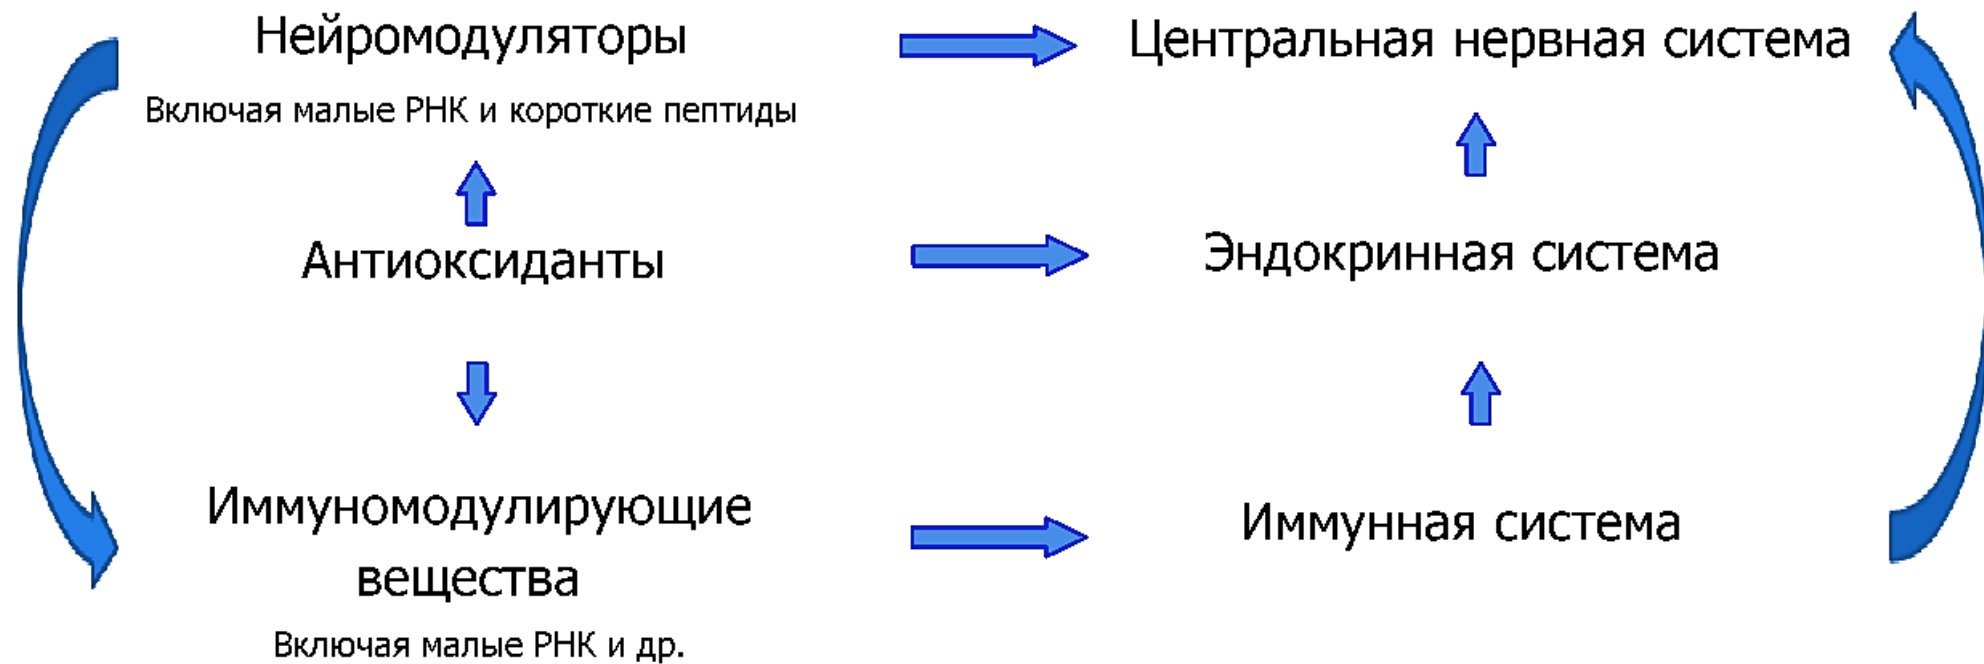 Нейромодуляторы
Включая малые РНК и короткие пептиды
Центральная нервная система
Антиоксиданты
Эндокринная система
Иммуномодулирующие
вещества
Включая малые РНК и др.
Иммунная система